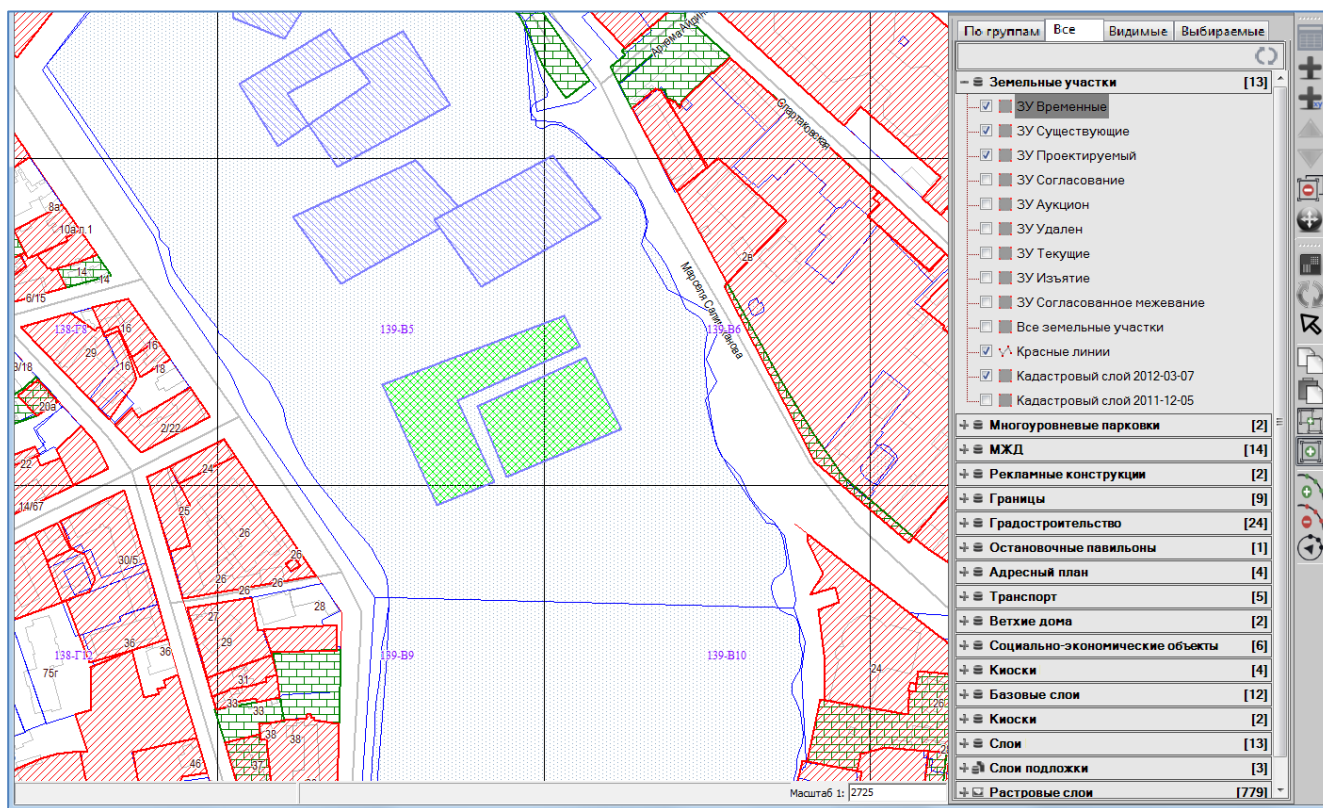 По группам Все Видимые Выбираемые
Земельные участки [13]
ЗУ Временные
ЗУ Существующие
ЗУ Проектируемый
ЗУ Согласование
ЗУ Аукцион
ЗУ Удален
ЗУ Текущие
ЗУ Изъятие
ЗУ Согласованное межевание
Все земельные участки
Красные линии
Кадастровый слой 2012-03-07
Кадастровый слой 2011-12-05
Многоуровневые парковки [2]
МЖД [14]
Рекламные конструкции [2]
Границы [9]
Градостроительство [24]
Остановочные павильоны [1]
Адресный план [4]
Транспорт [5]
Ветхие дома [2]
Социально-экономические объекты [6]
Киоски [4]
Базовые слои [12]
Киоски [2]
Слои [13]
Слои подложки [3]
Растровые слои [779]
Спартаковская
2в
8а
10а л.1
14
14
6/15
138-Г8
139-В5
139-В6
16
29
16
16
18
20а
2/22
22
24
14/67
25
26
30/5
26
26
26
26
28
27
29
36
36
138-Г12
139-В9
139-В10
75г
31
33
33
38
38
37
46
24
26
Масштаб 1: 2725